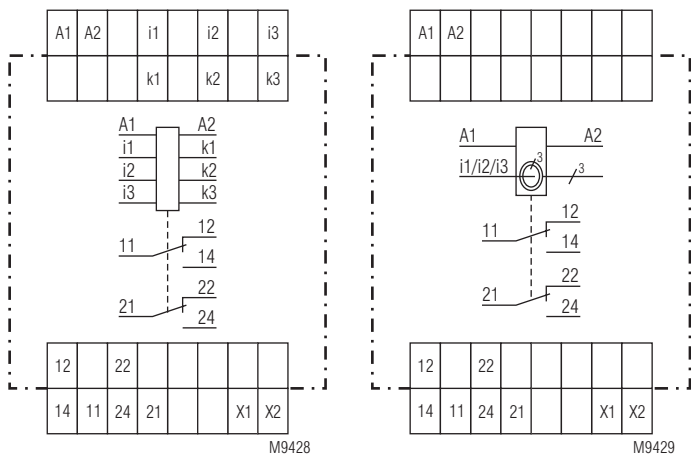 A1 A2 i1 i2 i3
k1 k2 k3
A1 A2
i1 k1
i2 k2
i3 k3
12
11
14
22
21
24
12 22
14 11 24 21 X1 X2
M9428
A1 A2
A1 A2
3
i1/i2/i3 3
12
11
14
22
21
24
12 22
14 11 24 21 X1 X2
M9429